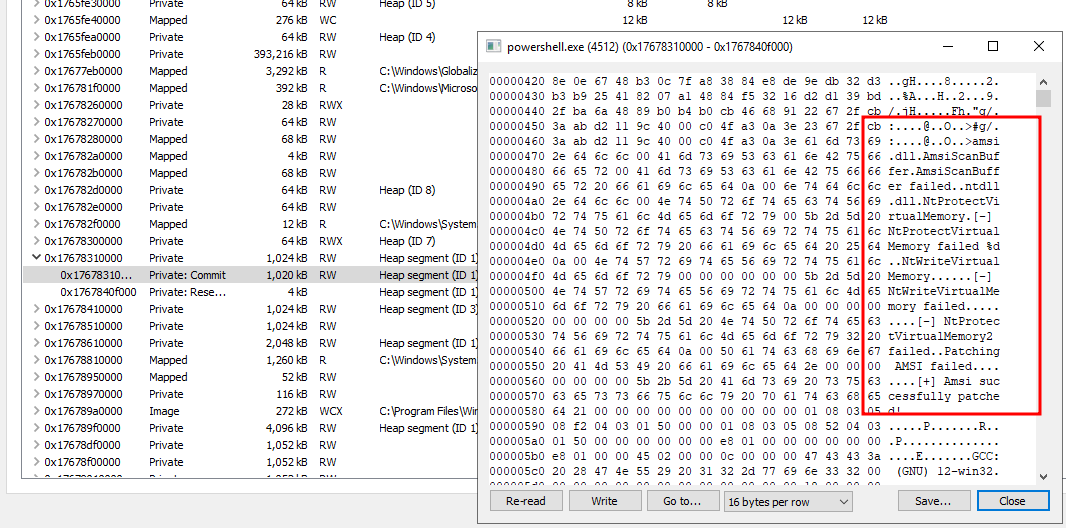 0x1765fe30000 Private 64 kB RW Heap (ID 5) 8 kB 8 kB
0x1765fe40000 Mapped 276 kB WC 12 kB 12 kB 12 kB
0x1765fea0000 Private 64 kB RW Heap (ID 4)
0x1765feb0000 Private 393,216 kB RW
0x17677eb0000 Mapped 3,292 kB R C:\Windows\Globaliz
0x176781f0000 Mapped 392 kB R C:\Windows\Microso
0x17678260000 Private 28 kB RWX
0x17678270000 Private 64 kB RW
0x17678280000 Mapped 68 kB RW
0x176782a0000 Mapped 4 kB RW
0x176782b0000 Mapped 68 kB RW
0x176782d0000 Private 64 kB RW Heap (ID 8)
0x176782e0000 Private 64 kB RW
0x176782f0000 Mapped 12 kB R C:\Windows\System
0x17678300000 Private 64 kB RWX Heap (ID 7)
0x17678310000 Private 1,024 kB RW Heap segment (ID 1)
0x17678310... Private: Commit 1,020 kB RW Heap segment (ID 1)
0x1767840f000 Private: Rese... 4 kB Heap segment (ID 1)
0x17678410000 Private 1,024 kB RW Heap segment (ID 3)
0x17678510000 Private 1,024 kB RW
0x17678610000 Private 2,048 kB RW Heap segment (ID 1)
0x17678810000 Mapped 1,260 kB R C:\Windows\System
0x17678950000 Mapped 52 kB RW
0x17678970000 Private 116 kB RW
0x176789a0000 Image 272 kB WCX C:\Program Files\Win
0x176789f0000 Private 4,096 kB RW Heap segment (ID 1)
0x17678df0000 Private 1,052 kB RW
0x17678f00000 Private 1,052 kB RW
powershell.exe (4512) (0x17678310000 - 0x1767840f000)
00000420 8e 0e 67 48 b3 0c 7f a8 38 84 e8 de 9e db 32 d3 ..gH....8.....2.
00000430 b3 b9 25 41 82 07 a1 48 84 f5 32 16 d2 d1 39 bd ..%A...H..2...9.
00000440 2f ba 6a 48 89 b0 b4 b0 cb 46 68 91 22 67 2f cb /.jH.....Fh."g/.
00000450 3a ab d2 11 9c 40 00 c0 4f a3 0a 3e 23 67 2f cb :....@..O..>#g/.
00000460 3a ab d2 11 9c 40 00 c0 4f a3 0a 3e 61 6d 73 69 :....@..O..>amsi
00000470 2e 64 6c 6c 00 41 6d 73 69 53 63 61 6e 42 75 66 .dll.AmsiScanBuf
00000480 66 65 72 00 41 6d 73 69 53 63 61 6e 42 75 66 66 fer.AmsiScanBuff
00000490 65 72 20 66 61 69 6c 65 64 0a 00 6e 74 64 6c 6c er failed..ntdll
000004a0 2e 64 6c 6c 00 4e 74 50 72 6f 74 65 63 74 56 69 .dll.NtProtectVi
000004b0 72 74 75 61 6c 4d 65 6d 6f 72 79 00 5b 2d 5d 20 rtualMemory.[-]
000004c0 4e 74 50 72 6f 74 65 63 74 56 69 72 74 75 61 6c NtProtectVirtual
000004d0 4d 65 6d 6f 72 79 20 66 61 69 6c 65 64 20 25 64 Memory failed %d
000004e0 0a 00 4e 74 57 72 69 74 65 56 69 72 74 75 61 6c ..NtWriteVirtual
000004f0 4d 65 6d 6f 72 79 00 00 00 00 00 00 5b 2d 5d 20 Memory......[-]
00000500 4e 74 57 72 69 74 65 56 69 72 74 75 61 6c 4d 65 NtWriteVirtualMe
00000510 6d 6f 72 79 20 66 61 69 6c 65 64 0a 00 00 00 00 mory failed.....
00000520 00 00 00 00 5b 2d 5d 20 4e 74 50 72 6f 74 65 63 ....[-] NtProtec
00000530 74 56 69 72 74 75 61 6c 4d 65 6d 6f 72 79 32 20 tVirtualMemory2
00000540 66 61 69 6c 65 64 0a 00 50 61 74 63 68 69 6e 67 failed..Patching
00000550 20 41 4d 53 49 20 66 61 69 6c 65 64 2e 00 00 00 AMSI failed....
00000560 00 00 00 00 5b 2b 5d 20 41 6d 73 69 20 73 75 63 ....[+] Amsi suc
00000570 63 65 73 73 66 75 6c 6c 79 20 70 61 74 63 68 65 cessfully patche
00000580 64 21 00 00 00 00 00 00 00 00 00 00 01 08 03 05 d!
00000590 08 f2 04 03 01 50 00 00 01 08 03 05 08 52 04 03 .....P.......R..
000005a0 01 50 00 00 00 00 00 00 e8 01 00 00 00 00 00 00 .P..............
000005b0 e8 01 00 00 45 02 00 00 0c 00 00 00 47 43 43 3a ....E.......GCC:
000005c0 20 28 47 4e 55 29 20 31 32 2d 77 69 6e 33 32 00 (GNU) 12-win32.
Re-read Write Go to... 16 bytes per row Save... Close